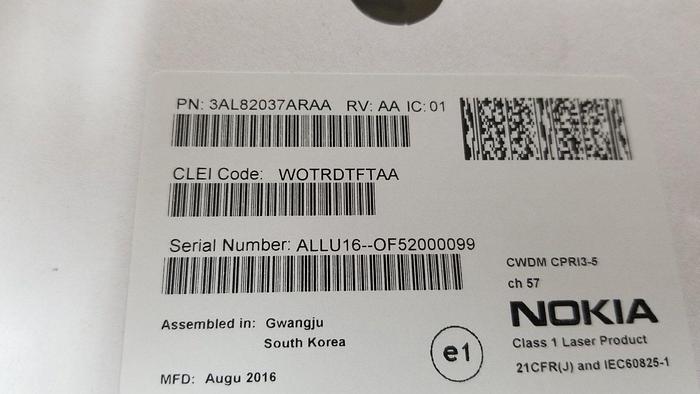 PN: 3AL82037ARAA RV: AA IC: 01
CLEI Code: WOTRDTFTAA
Serial Number: ALLU16--OF52000099
CWDM CPRI3-5
ch 57
NOKIA
Assembled in: Gwangju
South Korea
e1
Class 1 Laser Product
21CFR(J) and IEC60825-1
MFD: Augu 2016